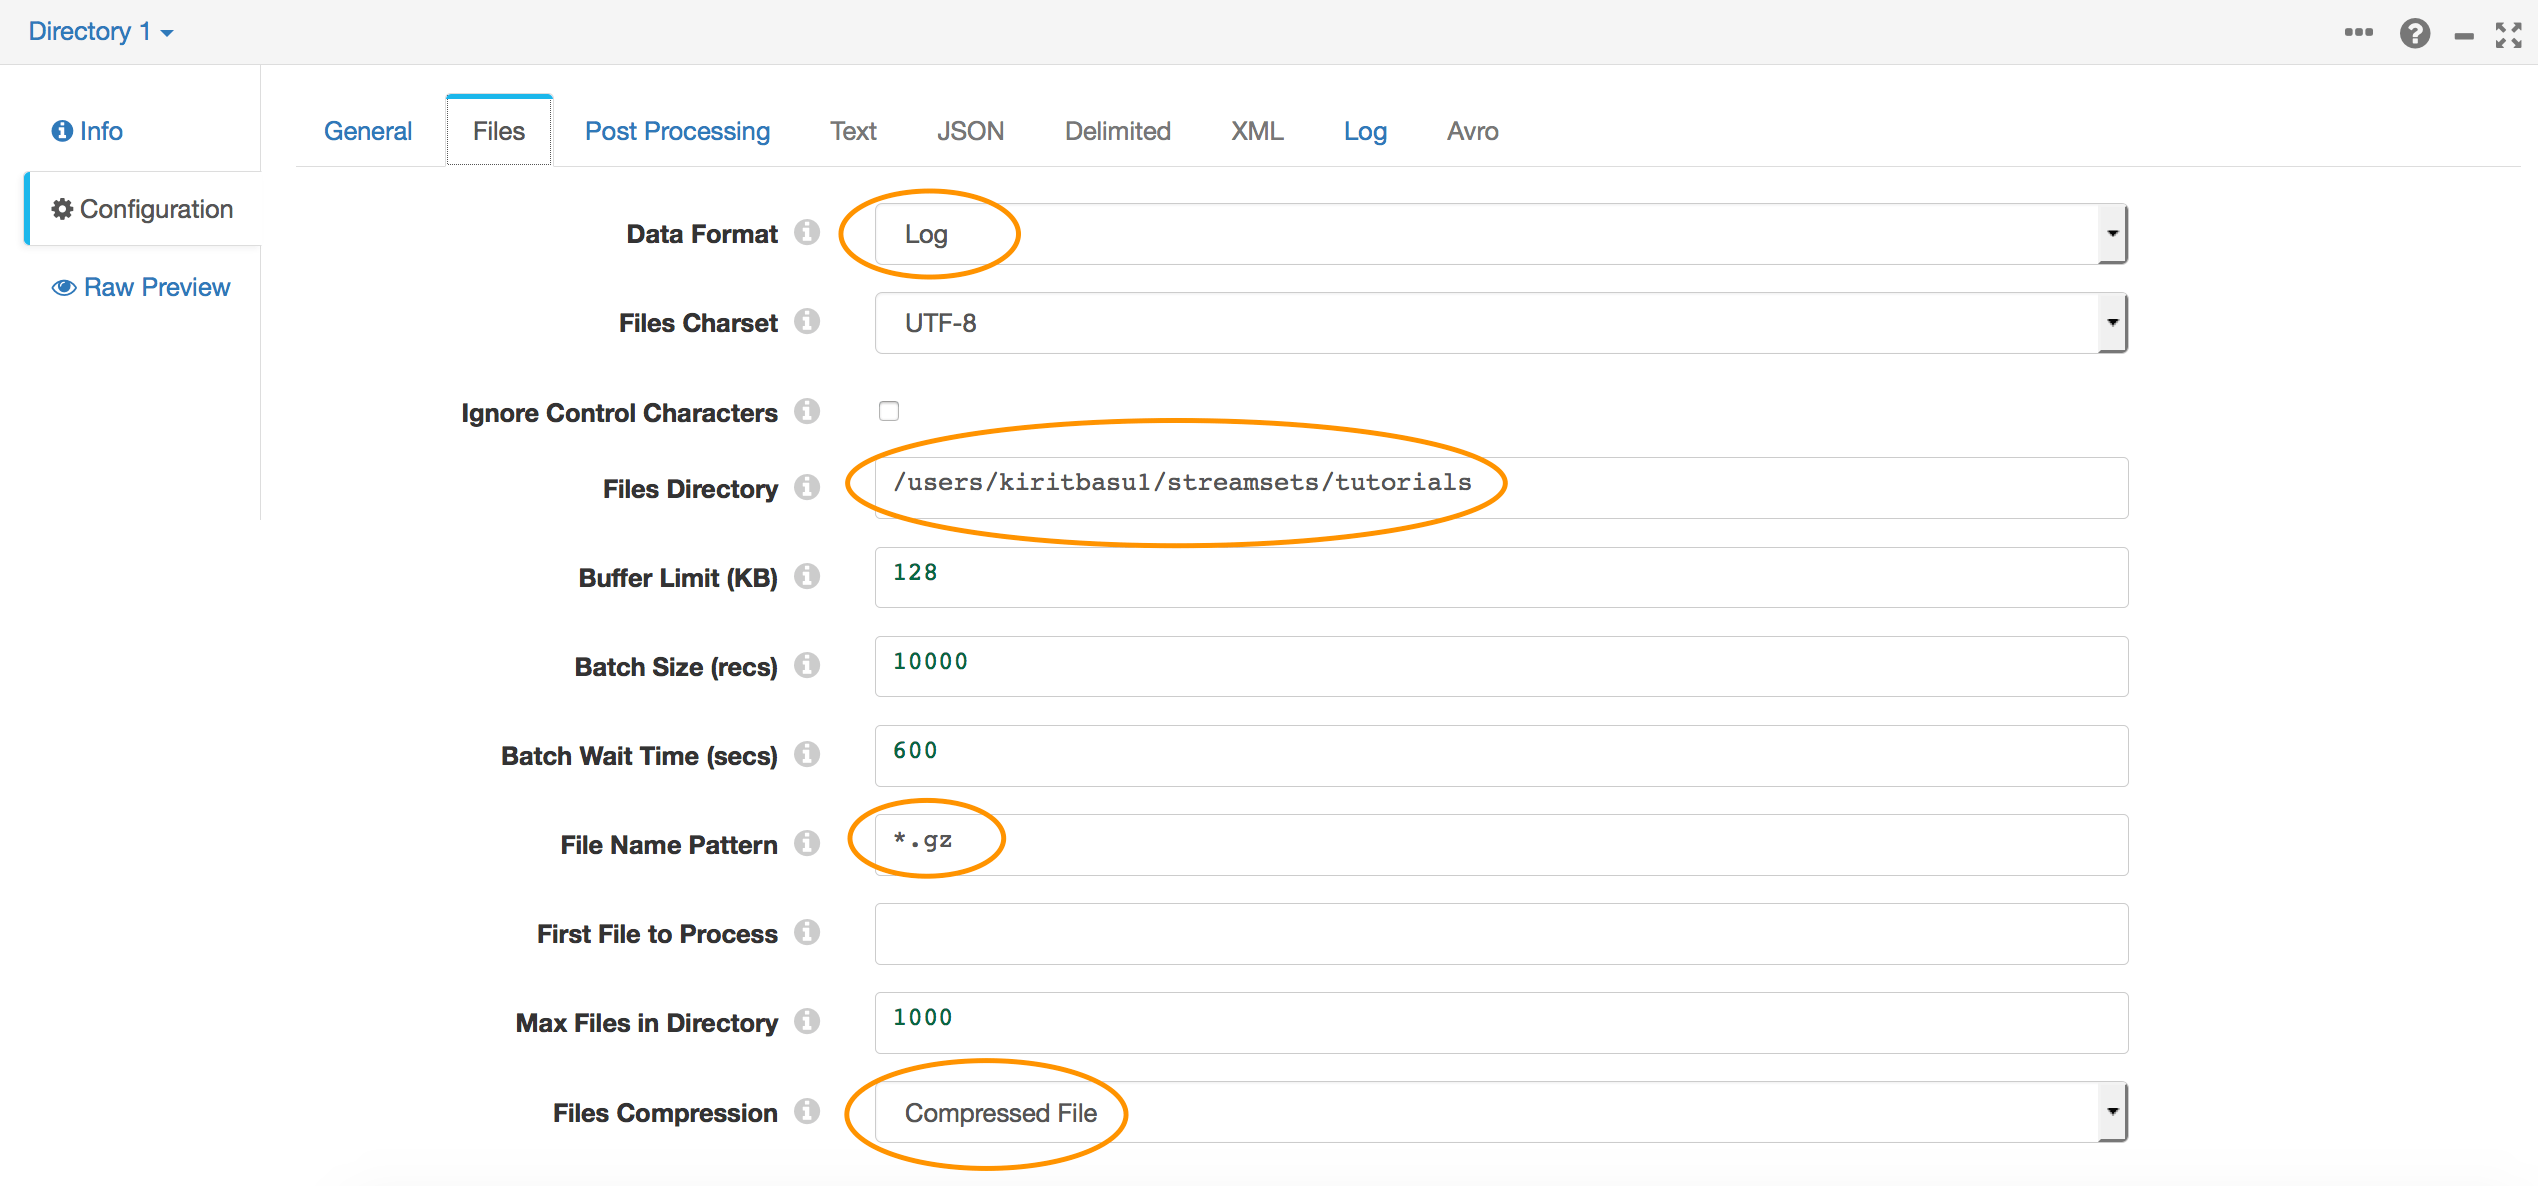 Directory 1
Info
Configuration
Raw Preview
General Files Post Processing Text JSON Delimited XML Log Avro
Data Format Log
Files Charset UTF-8
Ignore Control Characters
Files Directory /users/kiritbasu1/streamsets/tutorials
Buffer Limit (KB) 128
Batch Size (recs) 10000
Batch Wait Time (secs) 600
File Name Pattern *.gz
First File to Process
Max Files in Directory 1000
Files Compression Compressed File